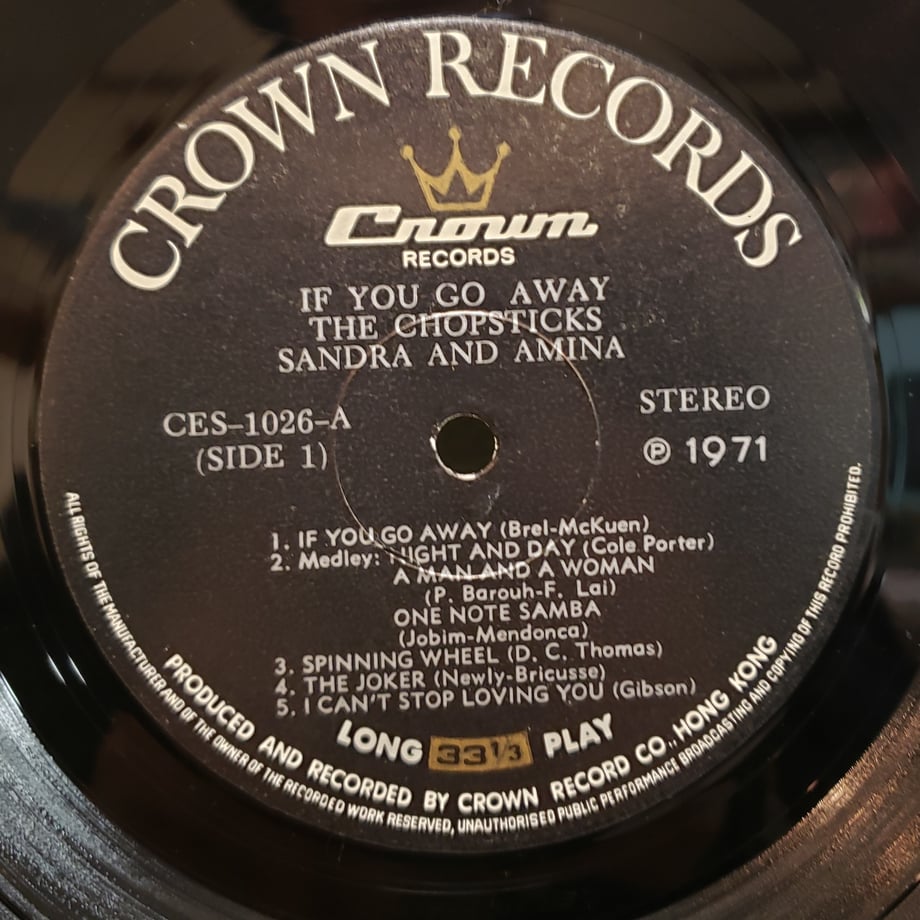 CROWN RECORDS
Crown
RECORDS
IF YOU GO AWAY
THE CHOPSTICKS
SANDRA AND AMINA
CES-1026-A
(SIDE 1)
STEREO
℗ 1971
1. IF YOU GO AWAY (Brel-McKuen)
2. Medley: NIGHT AND DAY (Cole Porter)
A MAN AND A WOMAN
(P. Barouh-F. Lai)
ONE NOTE SAMBA
(Jobim-Mendonca)
3. SPINNING WHEEL (D. C. Thomas)
4. THE JOKER (Newly-Bricusse)
5. I CAN'T STOP LOVING YOU (Gibson)
LONG 33⅓ PLAY
PRODUCED AND RECORDED BY CROWN RECORD CO., HONG KONG
ALL RIGHTS OF THE MANUFACTURER AND OF THE OWNER OF THE RECORDED WORK RESERVED, UNAUTHORISED PUBLIC PERFORMANCE BROADCASTING AND COPYING OF THIS RECORD PROHIBITED.